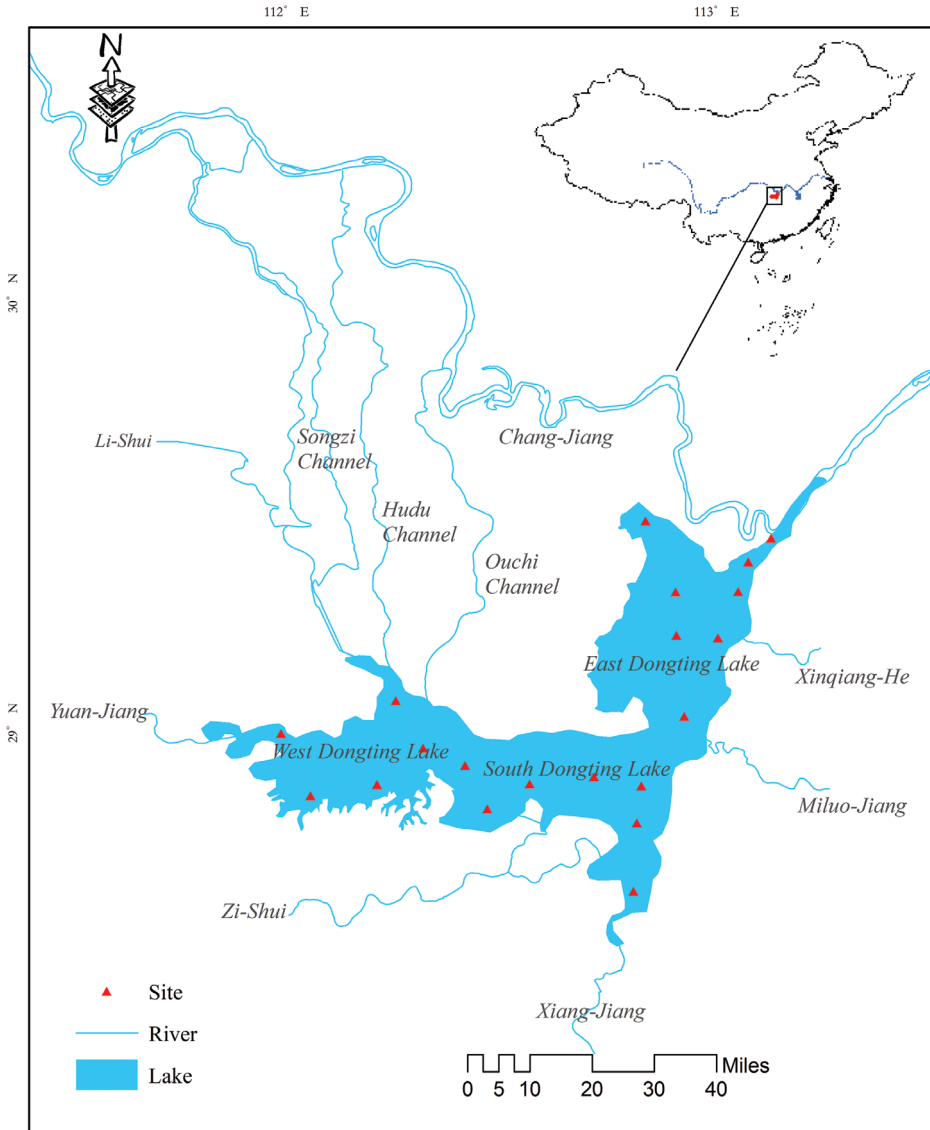 112° E
113° E
N
30° N
Li-Shui
Songzi
Channel
Chang-Jiang
Hudu
Channel
Ouchi
Channel
East Dongting Lake
Xinqiang-He
Yuan-Jiang
29° N
West Dongting Lake
South Dongting Lake
Miluo-Jiang
Zi-Shui
Site
Xiang-Jiang
River
Lake
Miles
0 5 10 20 30 40